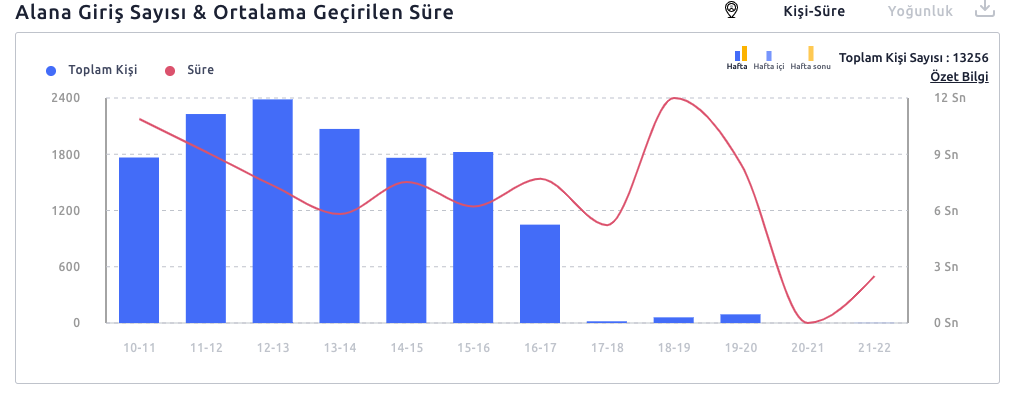 Alana Giriş Sayısı & Ortalama Geçirilen Süre
Kişi-Süre
Yoğunluk
Toplam Kişi
Süre
Hafta
Hafta içi
Hafta sonu
Toplam Kişi Sayısı : 13256
Özet Bilgi
2400
1800
1200
600
0
12 Sn
9 Sn
6 Sn
3 Sn
0 Sn
10-11 11-12 12-13 13-14 14-15 15-16 16-17 17-18 18-19 19-20 20-21 21-22